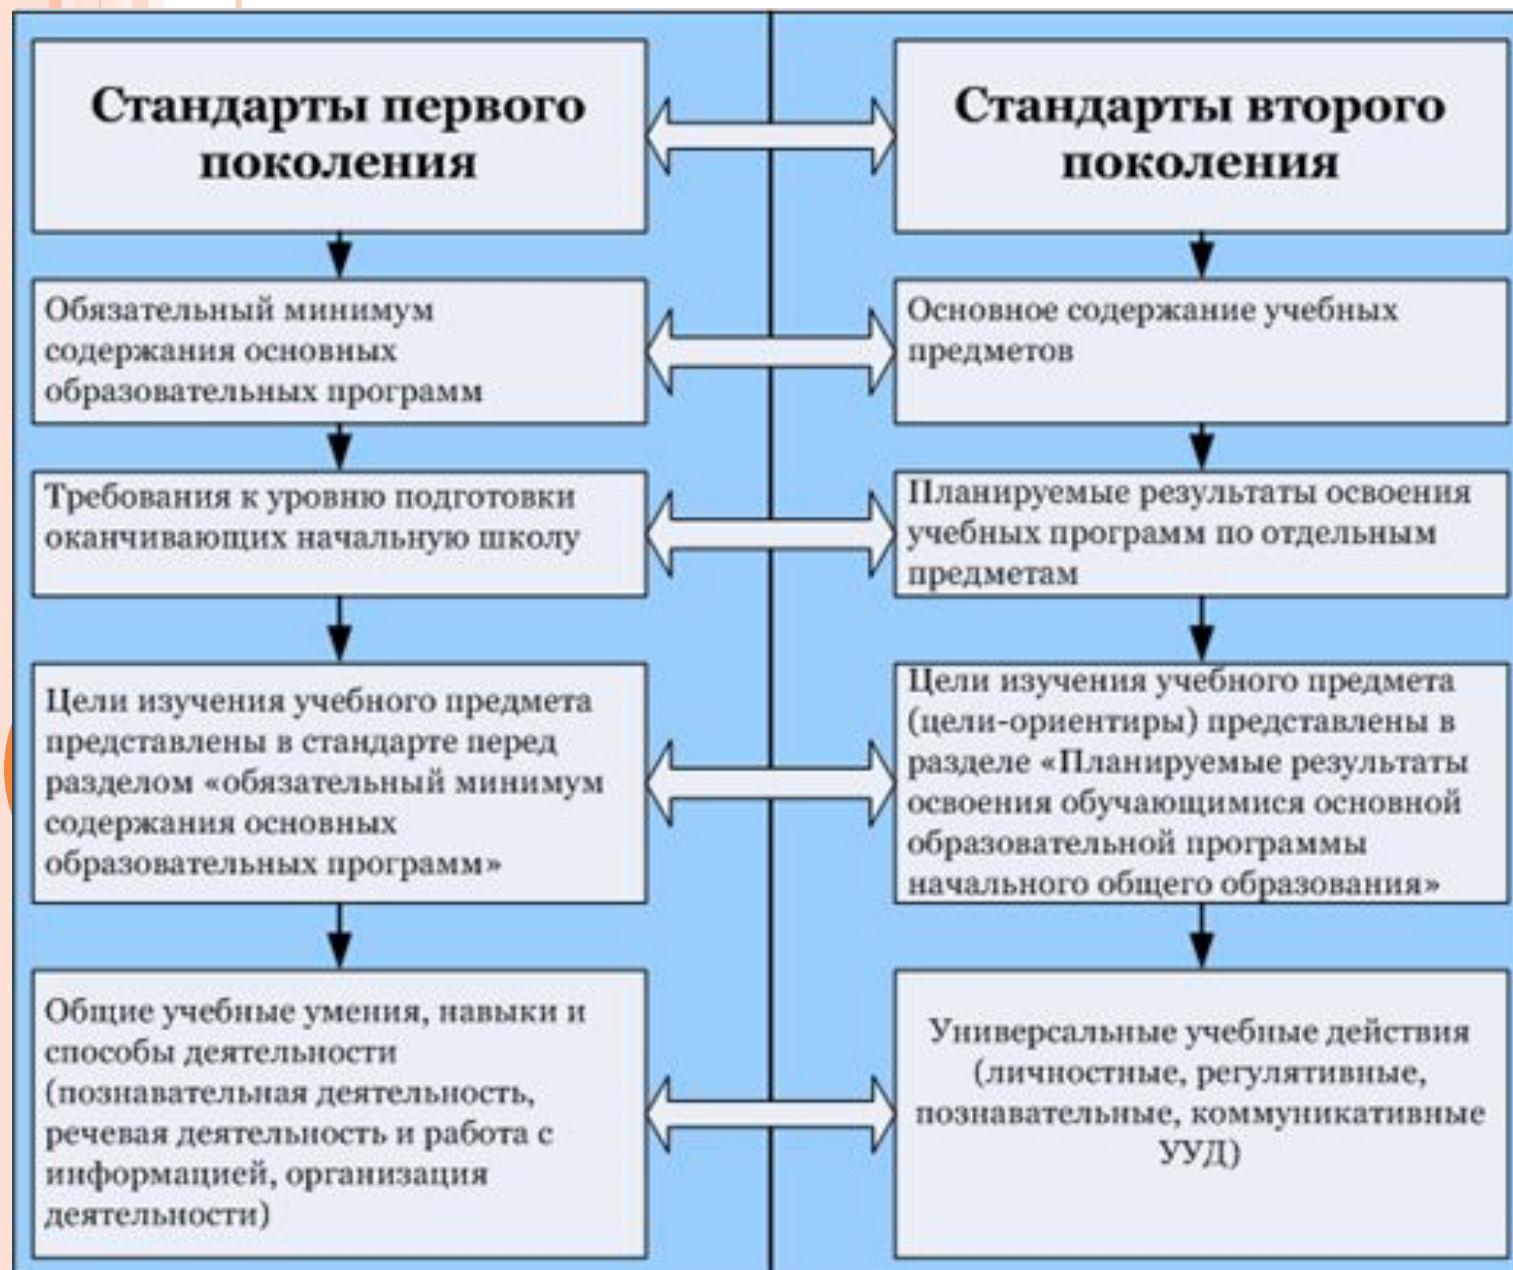 Стандарты первого
поколения
Стандарты второго
поколения
Обязательный минимум
содержания основных
образовательных программ
Основное содержание учебных
предметов
Требования к уровню подготовки
оканчивающих начальную школу
Планируемые результаты освоения
учебных программ по отдельным
предметам
Цели изучения учебного предмета
представлены в стандарте перед
разделом «обязательный минимум
содержания основных
образовательных программ»
Цели изучения учебного предмета
(цели-ориентиры) представлены в
разделе «Планируемые результаты
освоения обучающимися основной
образовательной программы
начального общего образования»
Общие учебные умения, навыки и
способы деятельности
(познавательная деятельность,
речевая деятельность и работа с
информацией, организация
деятельности)
Универсальные учебные действия
(личностные, регулятивные,
познавательные, коммуникативные
УУД)